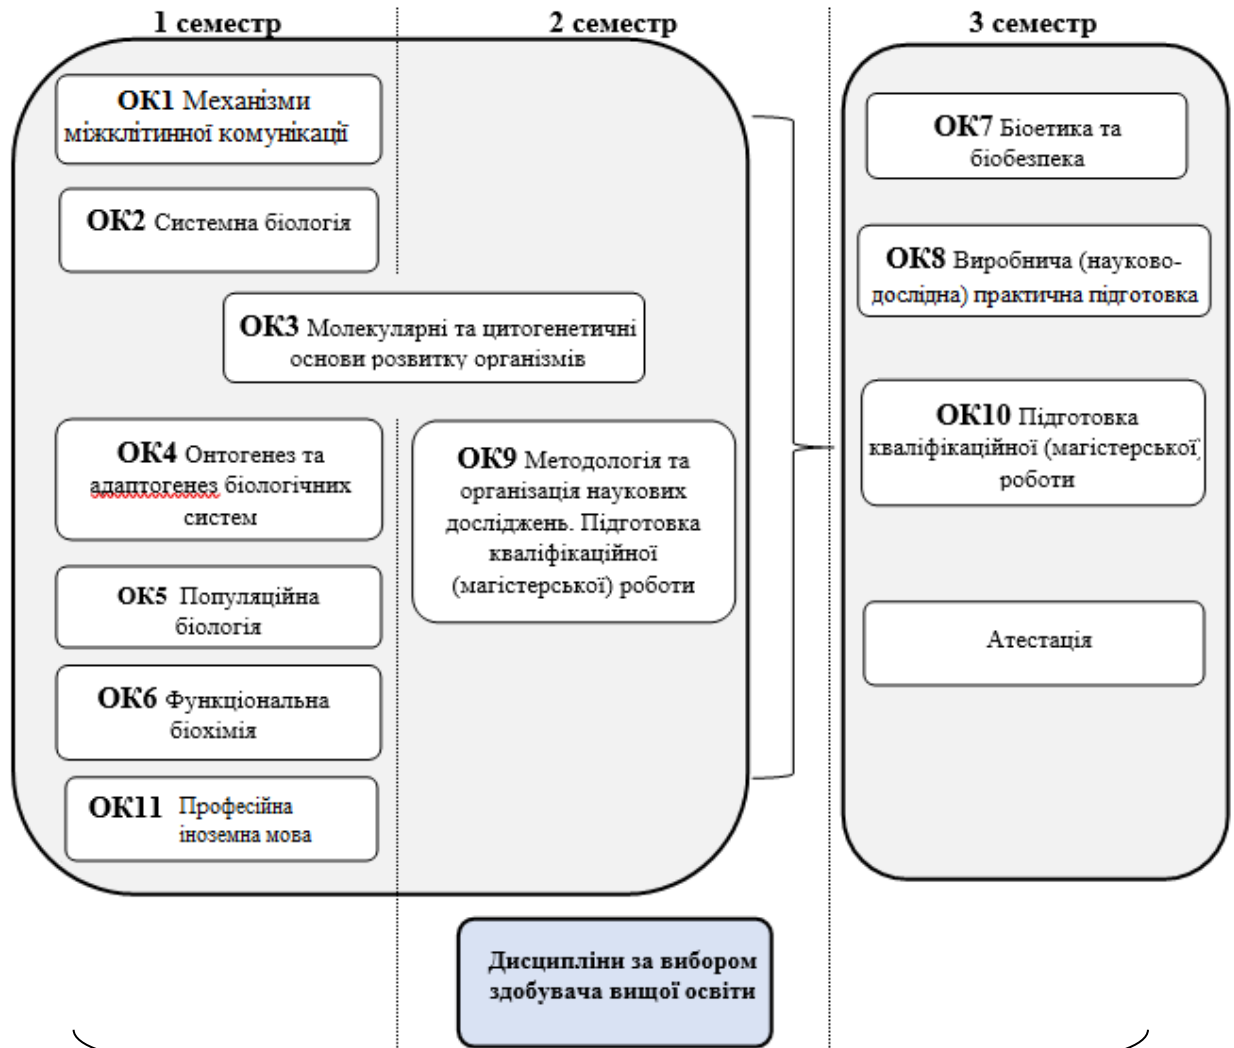 1 семестр
2 семестр
3 семестр
ОК1 Механізми
міжклітинної комунікації
ОК2 Системна біологія
ОК3 Молекулярні та цитогенетичні
основи розвитку організмів
ОК4 Онтогенез та
адаптогенез біологічних
систем
ОК5 Популяційна
біологія
ОК6 Функціональна
біохімія
ОК11 Професійна
іноземна мова
ОК9 Методологія та
організація наукових
досліджень. Підготовка
кваліфікаційної
(магістерської) роботи
ОК7 Біоетика та
біобезпека
ОК8 Виробнича (науково-
дослідна) практична підготовка
ОК10 Підготовка
кваліфікаційної (магістерської)
роботи
Атестація
Дисципліни за вибором
здобувача вищої освіти